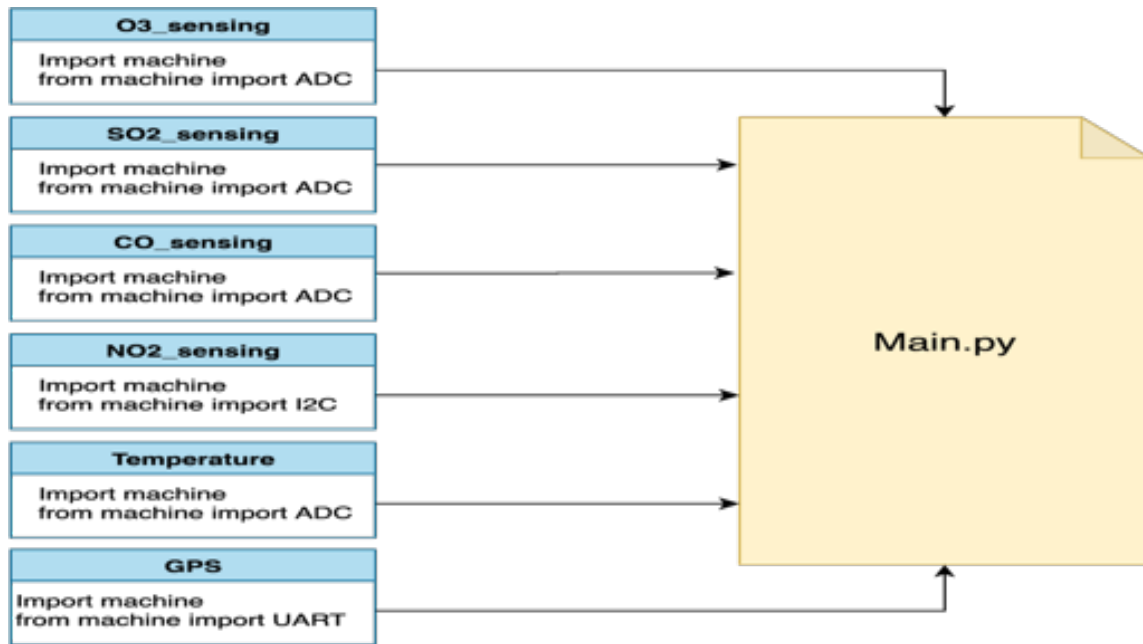 O3_sensing
Import machine
from machine import ADC
SO2_sensing
Import machine
from machine import ADC
CO_sensing
Import machine
from machine import ADC
NO2_sensing
Import machine
from machine import I2C
Temperature
Import machine
from machine import ADC
GPS
Import machine
from machine import UART
Main.py